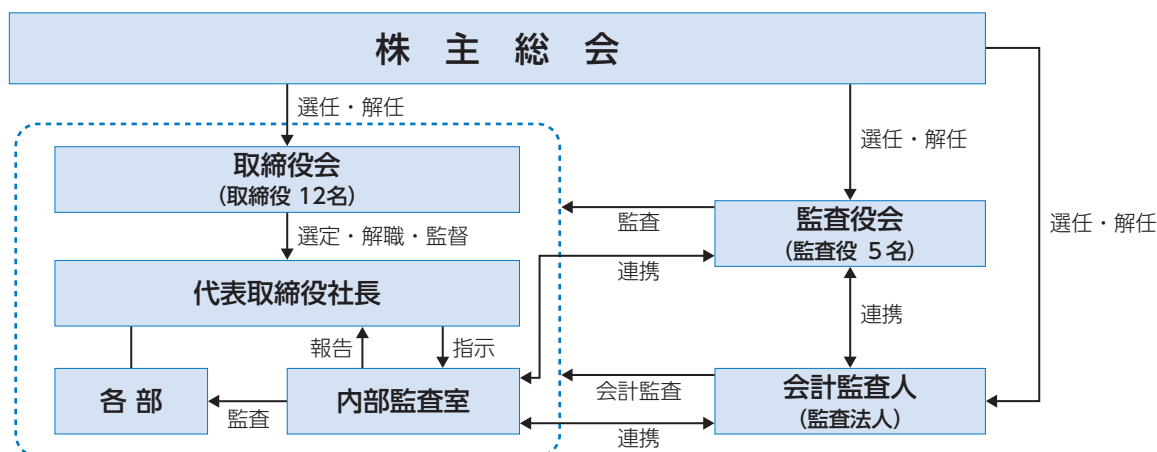 株主総会
選任・解任
選任・解任
選任・解任
取締役会
（取締役 12名）
選定・解職・監督
監査
監査役会
（監査役 5名）
連携
代表取締役社長
連携
報告
指示
各部
監査
内部監査室
会計監査
会計監査人
（監査法人）
連携